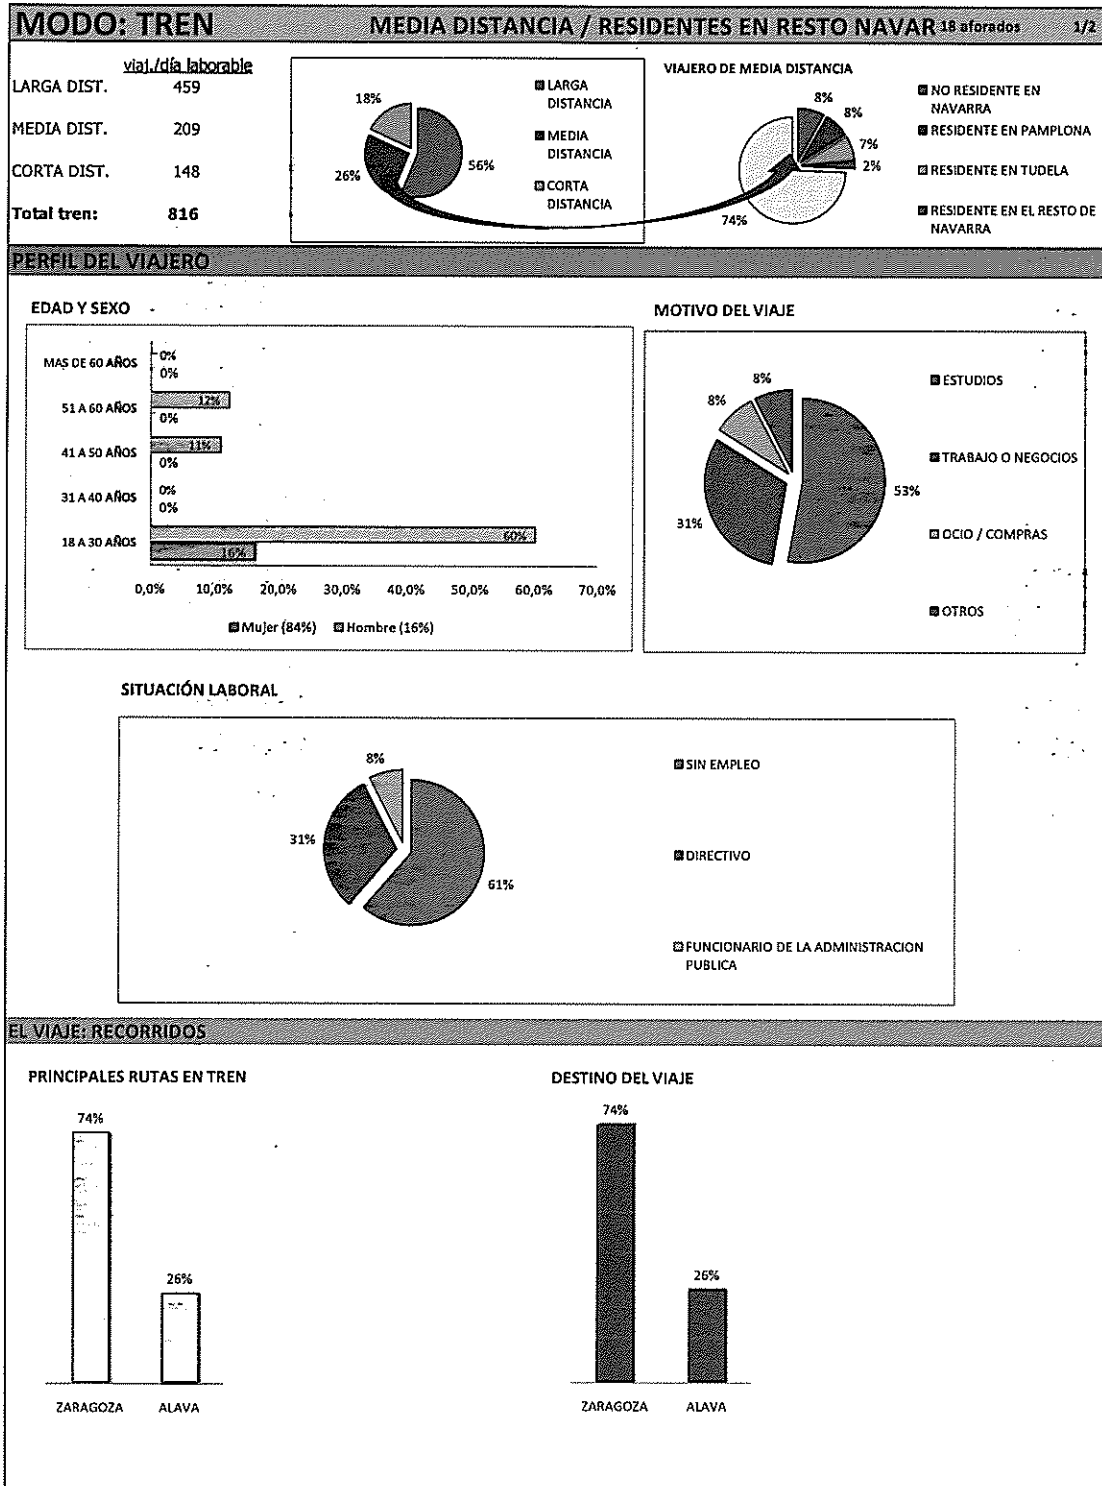 MODO: TREN MEDIA DISTANCIA / RESIDENTES EN RESTO NAVAR 18 aforados 1/2
viaj./día laborable
LARGA DIST. 459
MEDIA DIST. 209
CORTA DIST. 148
Total tren: 816
18%
26%
56%
LARGA
DISTANCIA
MEDIA
DISTANCIA
CORTA
DISTANCIA
VIAJERO DE MEDIA DISTANCIA
8%
8%
7%
2%
74%
NO RESIDENTE EN
NAVARRA
RESIDENTE EN PAMPLONA
RESIDENTE EN TUDELA
RESIDENTE EN EL RESTO DE
NAVARRA
PERFIL DEL VIAJERO
EDAD Y SEXO
MAS DE 60 AÑOS
0%
0%
51 A 60 AÑOS
12%
0%
41 A 50 AÑOS
11%
0%
31 A 40 AÑOS
0%
0%
18 A 30 AÑOS
60%
16%
0,0% 10,0% 20,0% 30,0% 40,0% 50,0% 60,0% 70,0%
Mujer (84%) Hombre (16%)
MOTIVO DEL VIAJE
8%
8%
31%
53%
ESTUDIOS
TRABAJO O NEGOCIOS
OCIO / COMPRAS
OTROS
SITUACIÓN LABORAL
8%
31%
61%
SIN EMPLEO
DIRECTIVO
FUNCIONARIO DE LA ADMINISTRACION
PUBLICA
EL VIAJE: RECORRIDOS
PRINCIPALES RUTAS EN TREN
74%
26%
ZARAGOZA ALAVA
DESTINO DEL VIAJE
74%
26%
ZARAGOZA ALAVA